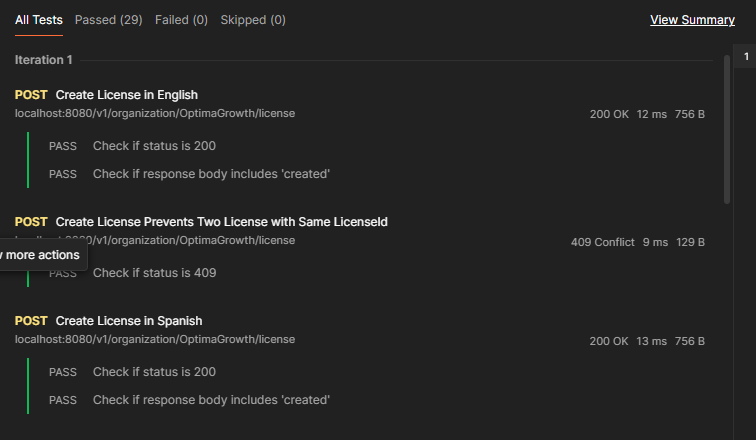 All Tests Passed (29) Failed (0) Skipped (0) View Summary
1
Iteration 1
POST Create License in English
localhost:8080/v1/organization/OptimaGrowth/license 200 OK 12 ms 756 B
PASS Check if status is 200
PASS Check if response body includes 'created'
POST Create License Prevents Two License with Same LicenseId
localhost:8080/v1/organization/OptimaGrowth/license 409 Conflict 9 ms 129 B
more actions
PASS Check if status is 409
POST Create License in Spanish
localhost:8080/v1/organization/OptimaGrowth/license 200 OK 13 ms 756 B
PASS Check if status is 200
PASS Check if response body includes 'created'